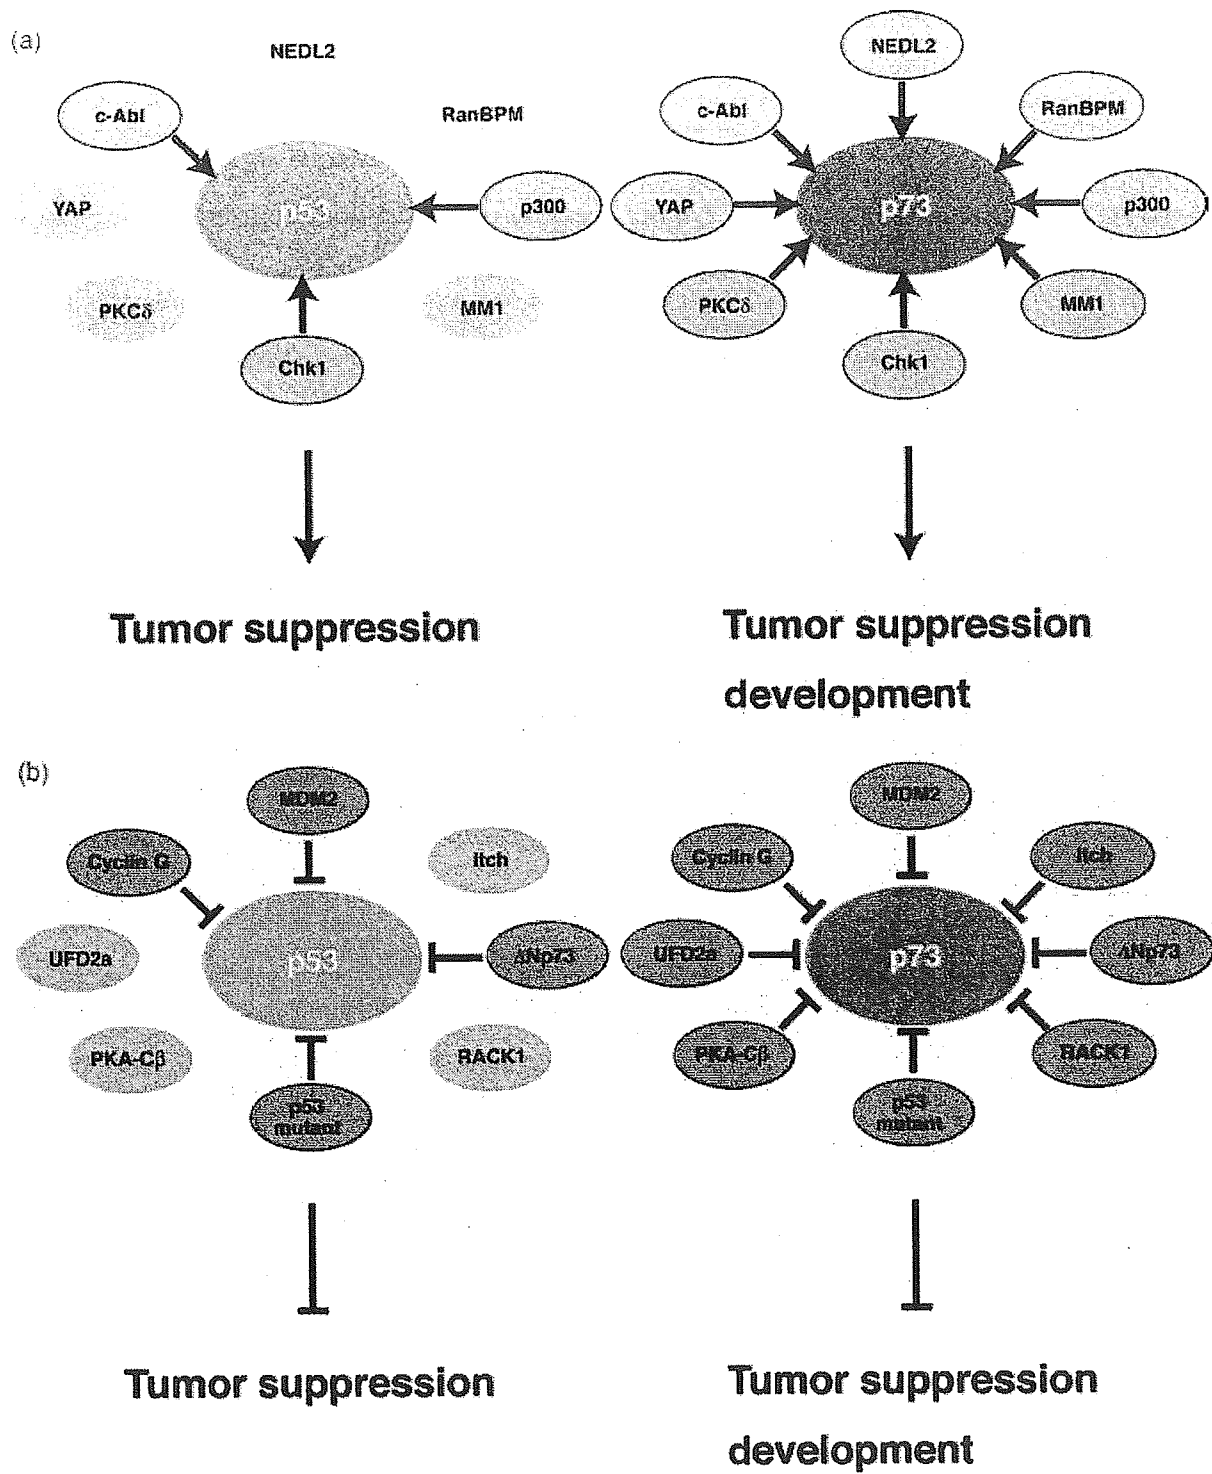 (a)
NEDL2
c-Abl
RanBPM
YAP
p53
p300
PKCδ
MM1
Chk1
Tumor suppression
NEDL2
c-Abl
RanBPM
YAP
p73
p300
PKCδ
MM1
Chk1
Tumor suppression
development
(b)
MDM2
Cyclin G
Itch
UFD2a
p53
ΔNp73
PKA-Cβ
RACK1
p53
mutant
Tumor suppression
MDM2
Cyclin G
Itch
UFD2a
p73
ΔNp73
PKA-Cβ
RACK1
p53
mutant
Tumor suppression
development